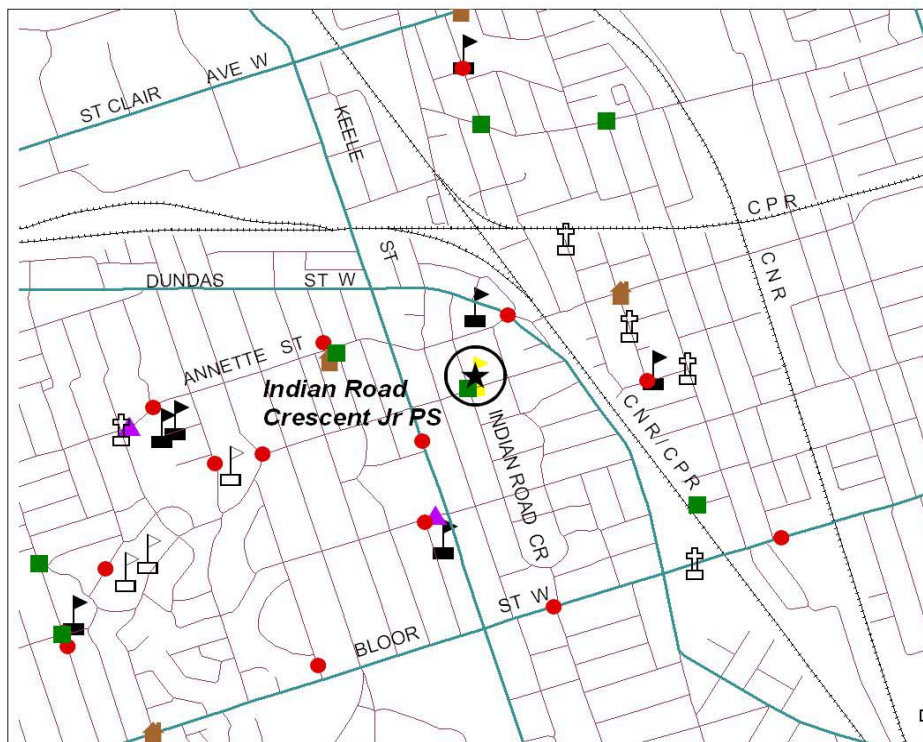 ST CLAIR AVE W
KEELE
ST
C P R
C N R
DUNDAS ST W
ANNETTE ST
Indian Road
Crescent Jr PS
C N R / C P R
INDIAN ROAD CR
ST W
BLOOR